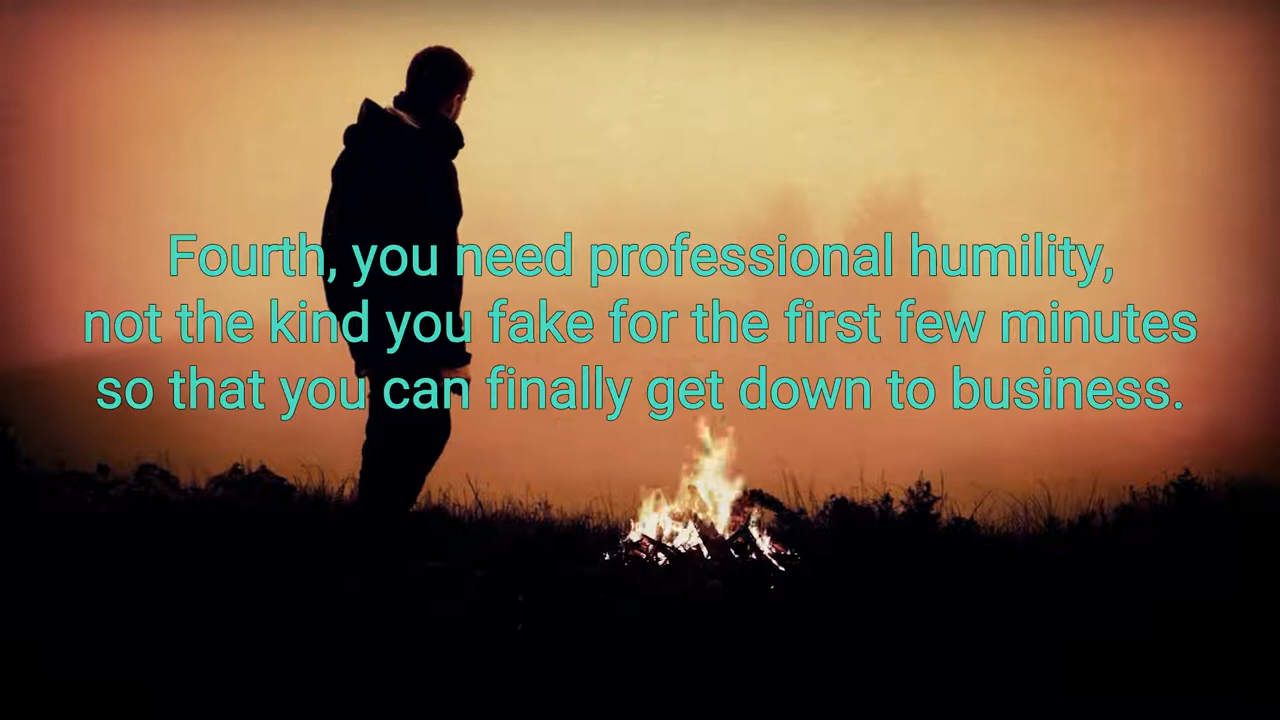 Fourth, you need professional humility,
not the kind you fake for the first few minutes
so that you can finally get down to business.